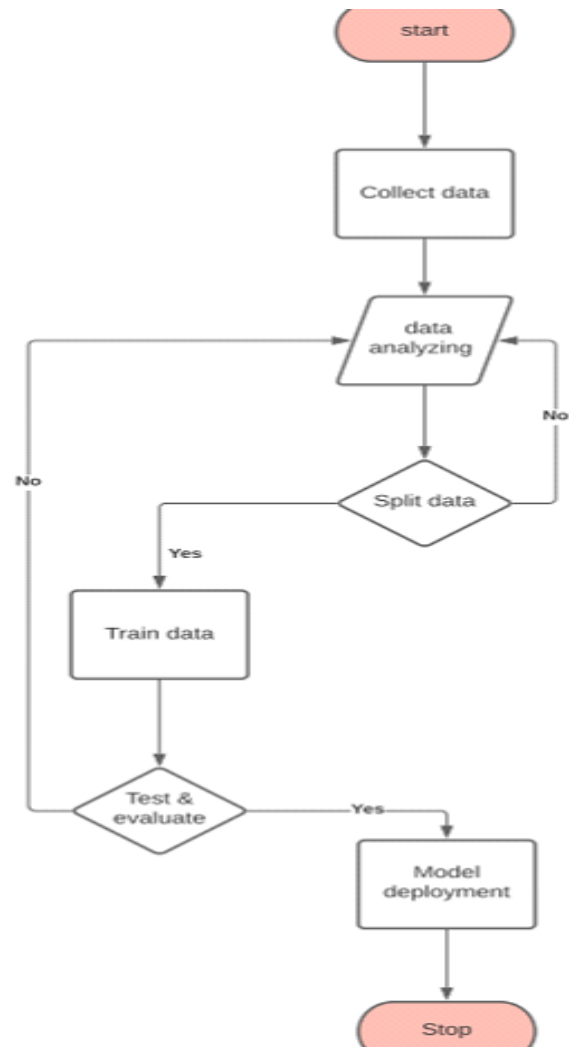 start
Collect data
data
analyzing
No
Split data
No
Yes
Train data
Test &
evaluate
Yes
Model
deployment
Stop